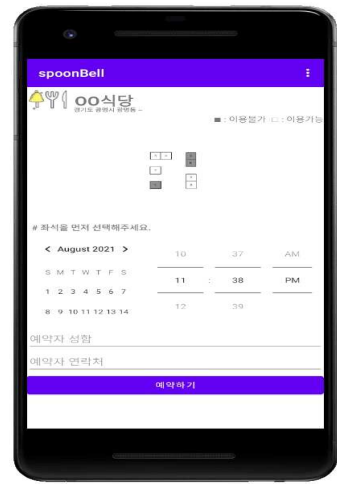 spoonBell
OO식당
경기도 광명시 광명동~
■ : 이용불가 □ : 이용가능
# 좌석을 먼저 선택해주세요.
< August 2021 >
S M T W T F S
1 2 3 4 5 6 7
8 9 10 11 12 13 14
10 37 AM
11 : 38 PM
12 39
예약자 성함
예약자 연락처
예약하기